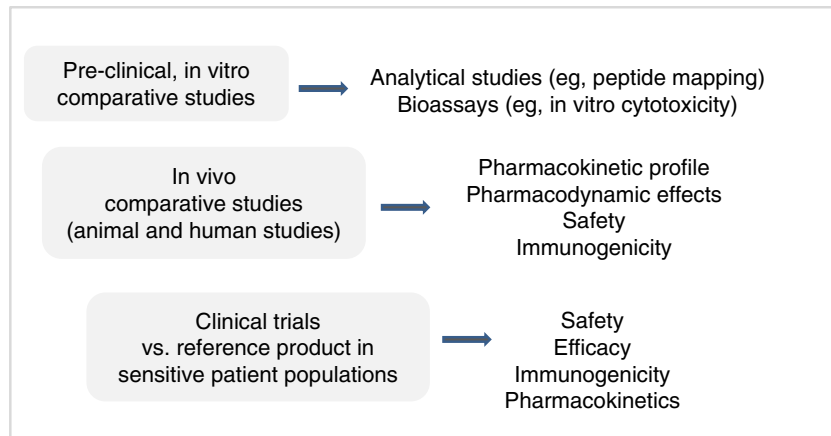 Pre-clinical, in vitro
comparative studies
Analytical studies (eg, peptide mapping)
Bioassays (eg, in vitro cytotoxicity)
In vivo
comparative studies
(animal and human studies)
Pharmacokinetic profile
Pharmacodynamic effects
Safety
Immunogenicity
Clinical trials
vs. reference product in
sensitive patient populations
Safety
Efficacy
Immunogenicity
Pharmacokinetics